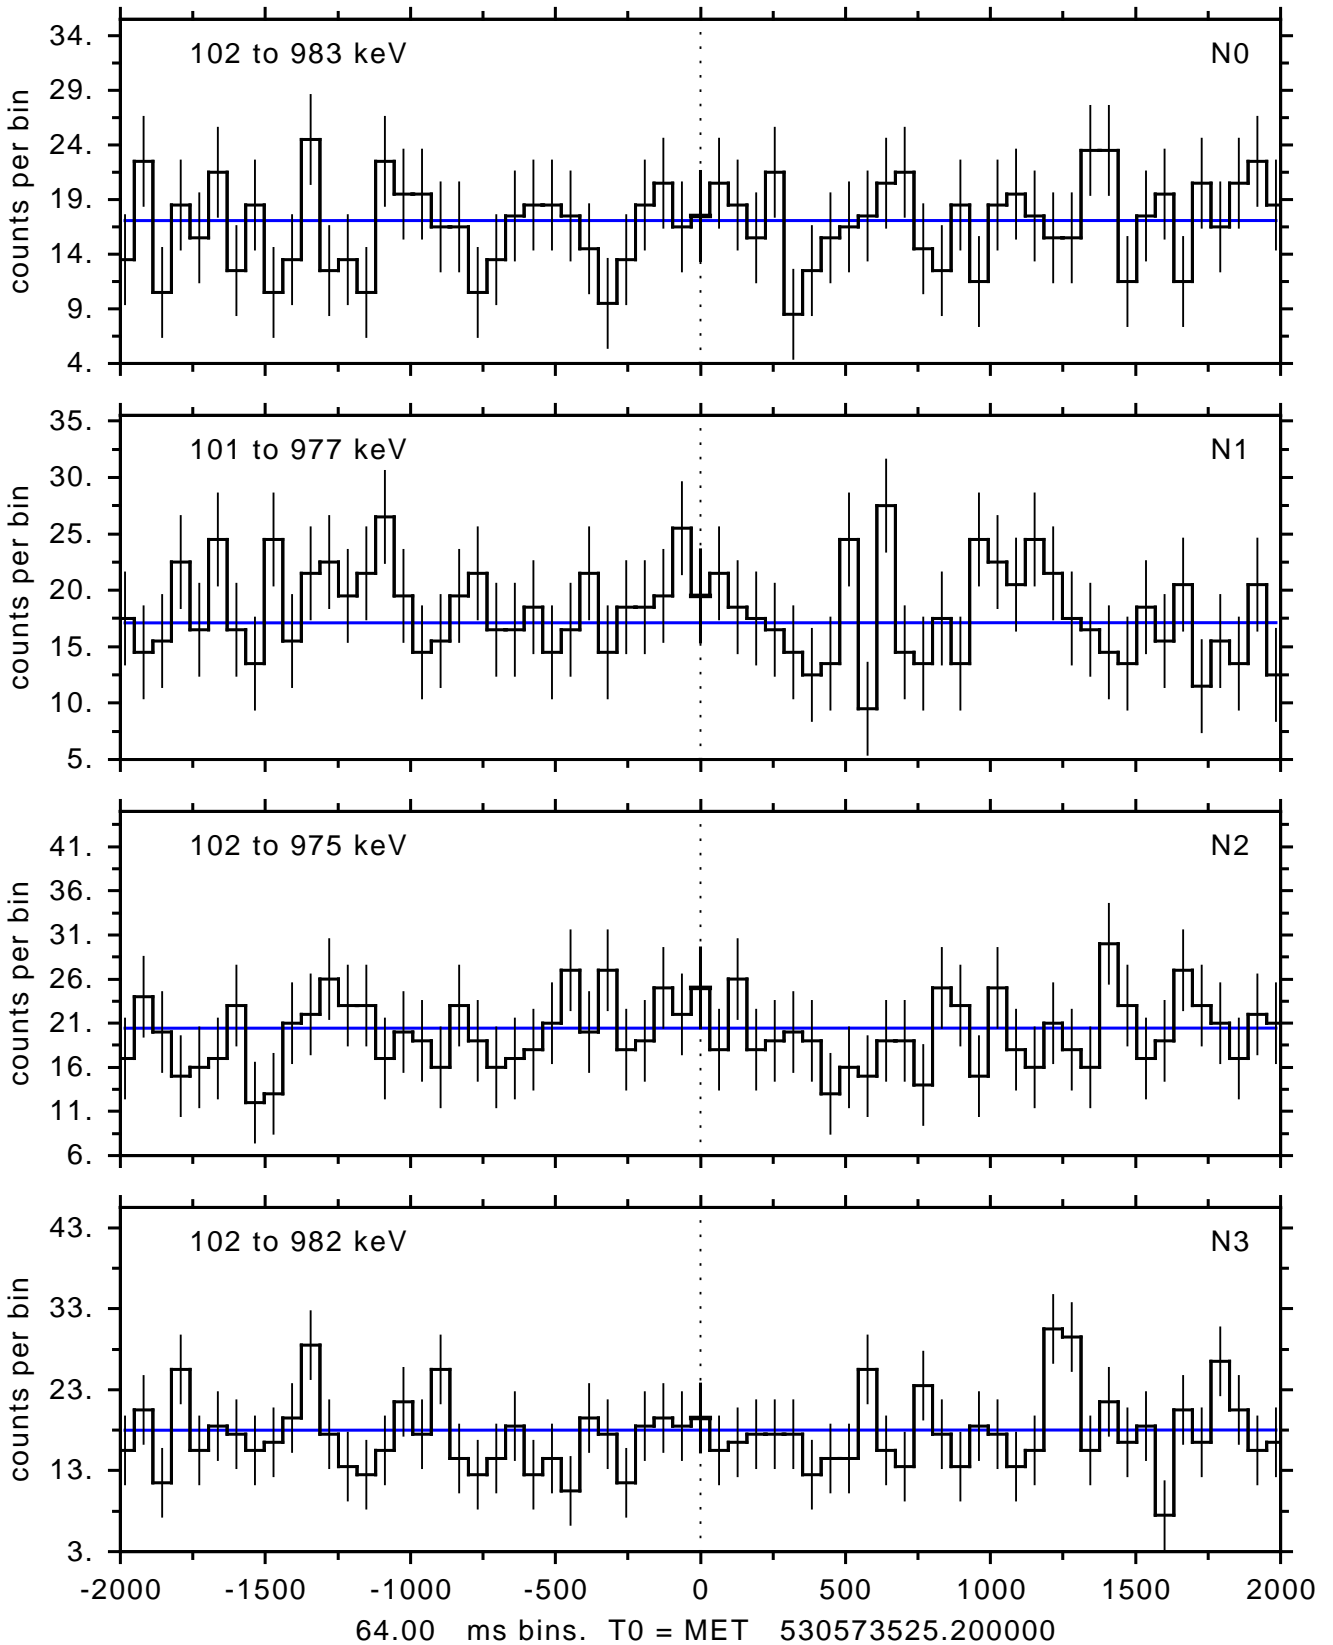 102 to 983 keV N0
34.
29.
24.
19.
14.
9.
4.
counts per bin
101 to 977 keV N1
35.
30.
25.
20.
15.
10.
5.
counts per bin
102 to 975 keV N2
41.
36.
31.
26.
21.
16.
11.
6.
counts per bin
102 to 982 keV N3
43.
33.
23.
13.
3.
counts per bin
-2000 -1500 -1000 -500 0 500 1000 1500 2000
64.00 ms bins. T0 = MET 530573525.200000